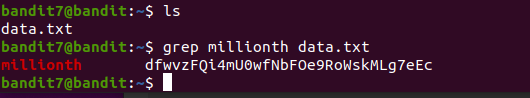 bandit7@bandit:~$ ls
data.txt
bandit7@bandit:~$ grep millionth data.txt
millionth       dfwvzFQi4mU0wfNbFOe9RoWskMLg7eEc
bandit7@bandit:~$